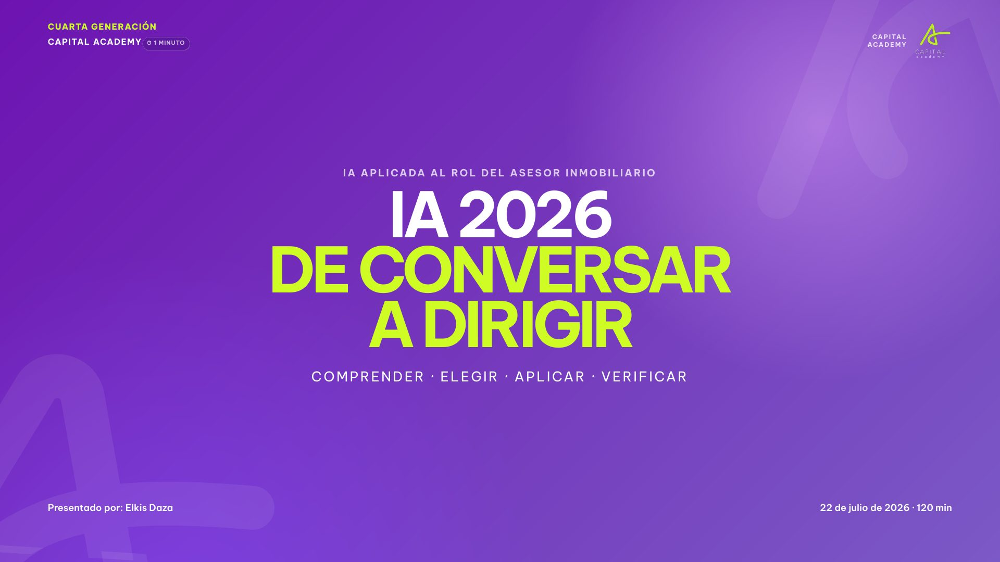 CUARTA GENERACIÓN
CAPITAL ACADEMY ⏱ 1 MINUTO
CAPITAL
ACADEMY
CAPITAL
academy
IA APLICADA AL ROL DEL ASESOR INMOBILIARIO
IA 2026
DE CONVERSAR
A DIRIGIR
COMPRENDER · ELEGIR · APLICAR · VERIFICAR
Presentado por: Elkis Daza
22 de julio de 2026 · 120 min